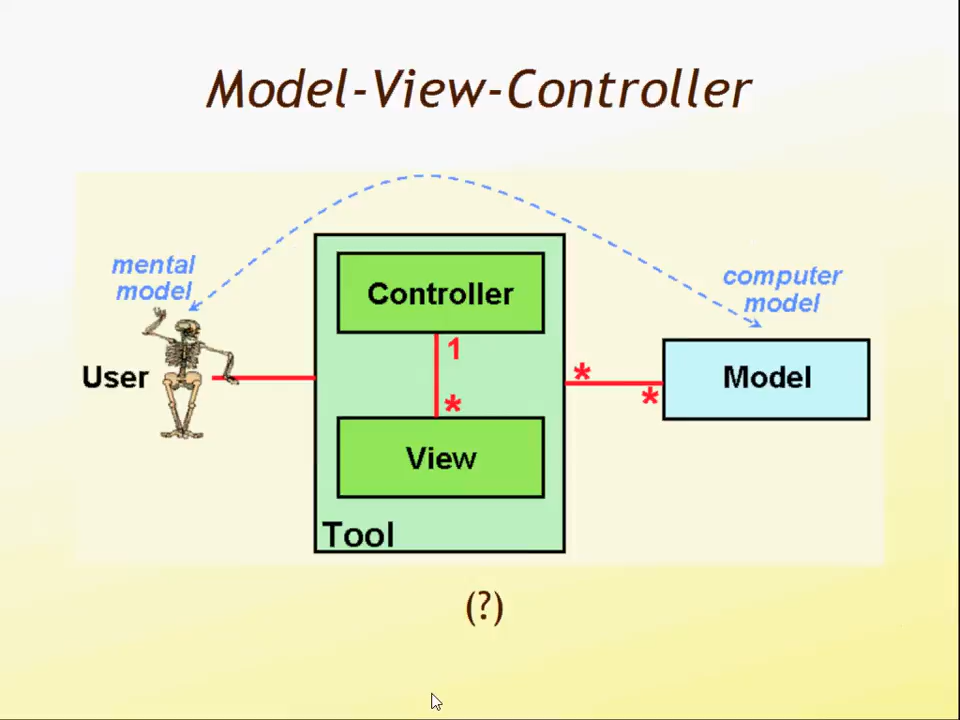 Model-View-Controller
mental
model
computer
model
Controller
1
User
*
*
Model
*
View
Tool
(?)